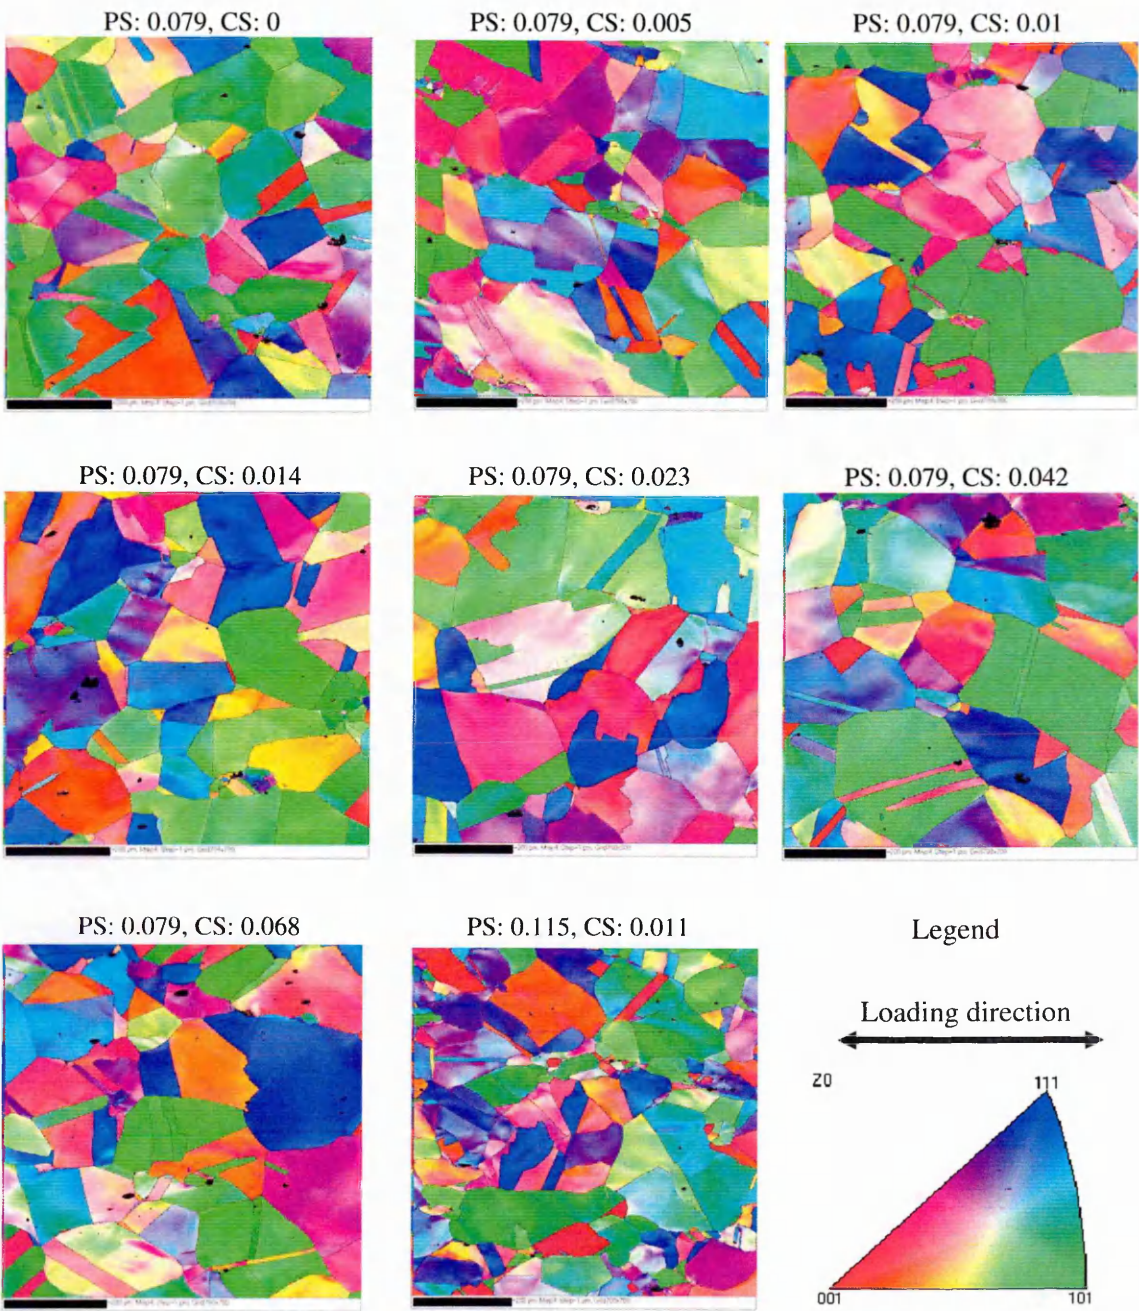 PS: 0.079, CS: 0
PS: 0.079, CS: 0.005
PS: 0.079, CS: 0.01
PS: 0.079, CS: 0.014
PS: 0.079, CS: 0.023
PS: 0.079, CS: 0.042
PS: 0.079, CS: 0.068
PS: 0.115, CS: 0.011
Legend
Loading direction
Z0
111
001
101